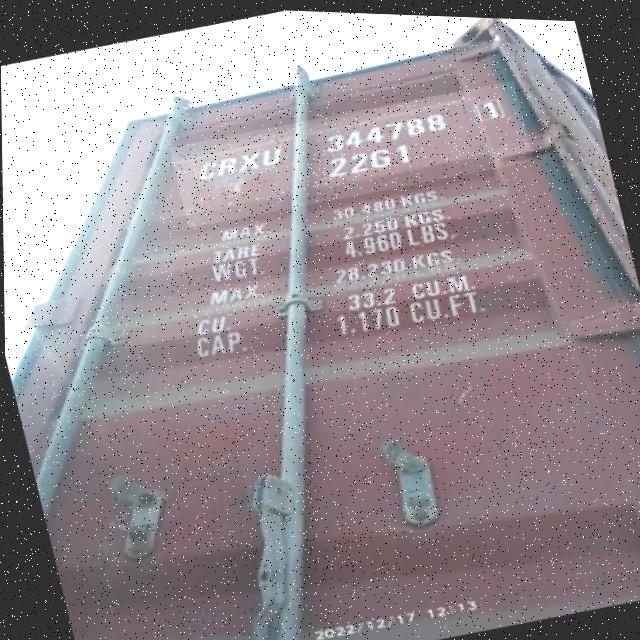 CRXU 344788 1
22G1
MAX 30.480 KGS.
TARE 2.250 KGS.
WGT. 4.960 LBS.
MAX 28.230 KGS.
CU. 33.2 CU.M.
CAP. 1.170 CU.FT.
2022/12/17 12:13